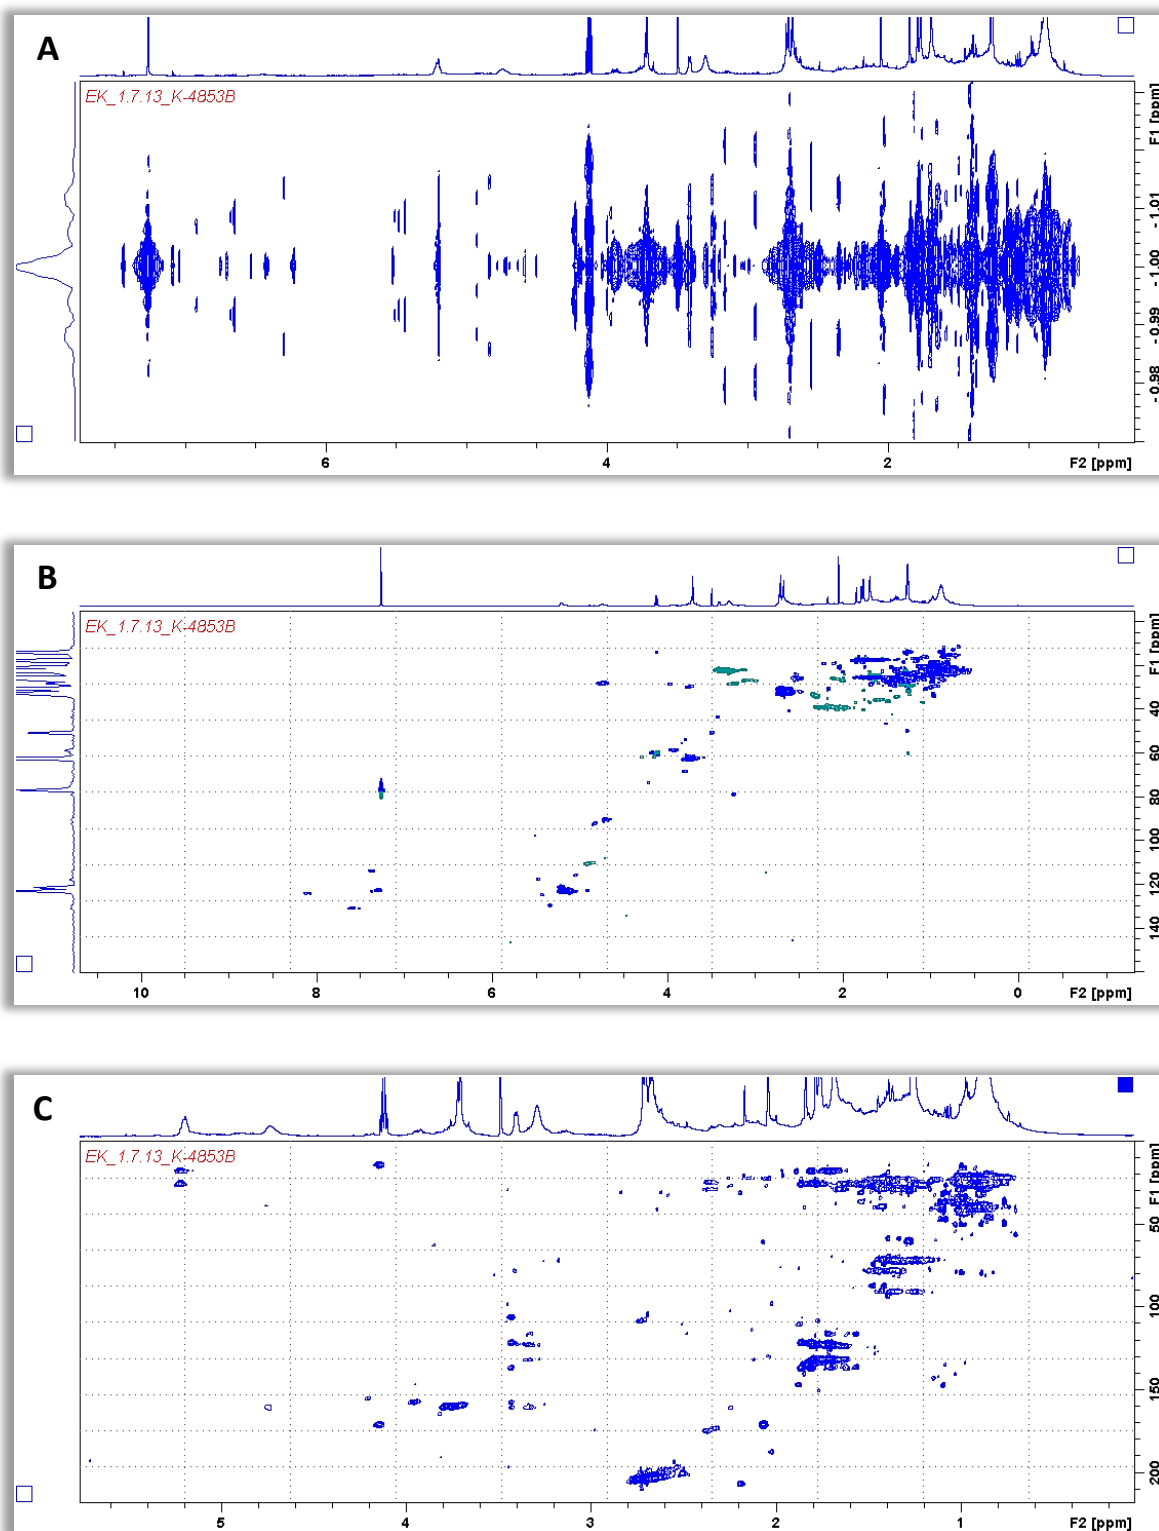 A
EK_1.7.13_K-4853B
F1 [ppm]
-1.01
-1.00
-0.99
-0.98
6 4 2 F2 [ppm]
B
EK_1.7.13_K-4853B
F1 [ppm]
40
60
80
100
120
140
10 8 6 4 2 0 F2 [ppm]
C
EK_1.7.13_K-4853B
F1 [ppm]
50
100
150
200
5 4 3 2 1 F2 [ppm]